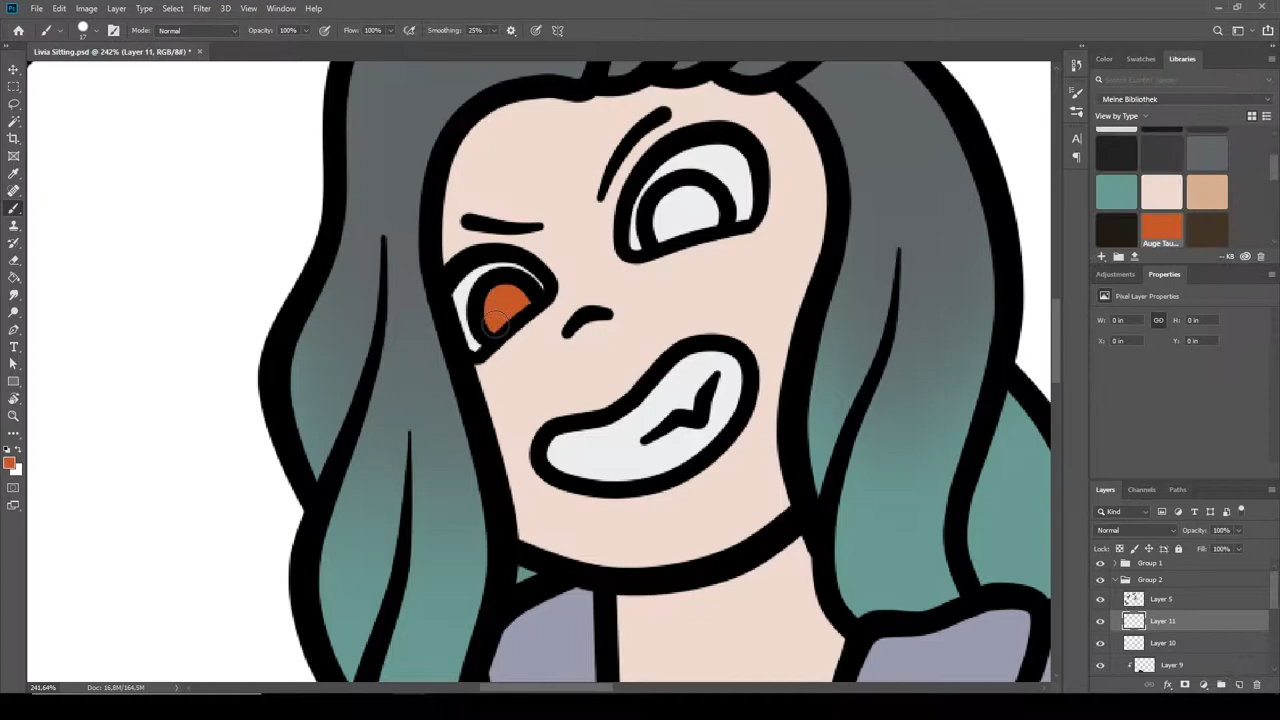 File Edit Image Layer Type Select Filter 3D View Window Help
17 Mode: Normal Opacity: 100% Flow: 100% Smoothing: 25%
Livia Sitting.psd @ 242% (Layer 11, RGB/8#) *
Color Swatches Libraries
Search Current
Meine Bibliothek
View by Type
Auge Tau...
-- KB
Adjustments Properties
Pixel Layer Properties
W: 0 in H: 0 in
X: 0 in Y: 0 in
Layers Channels Paths
Kind
Normal Opacity: 100%
Lock: Fill: 100%
Group 1
Group 2
Layer 5
Layer 11
Layer 10
Layer 9
241,64% Doc: 16,8M/164,5M